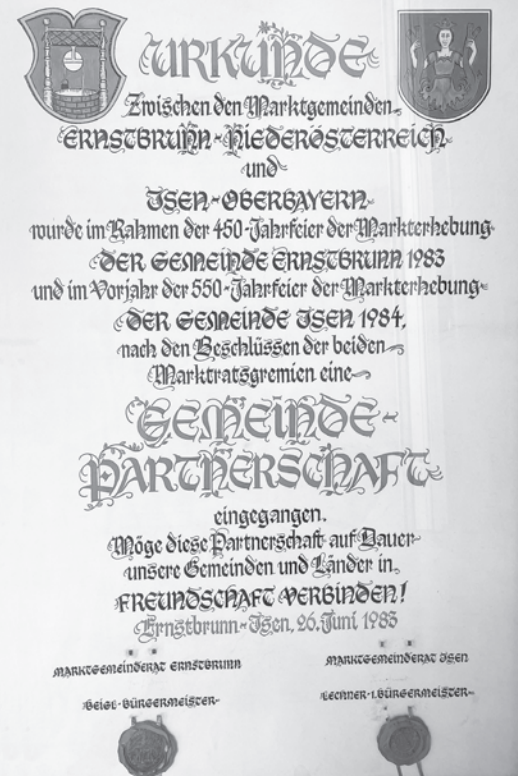 URKUNDE
Zwischen den Marktgemeinden
ERNSTBRUNN-NIEDERÖSTERREICH
und
ISEN-OBERBAYERN
wurde im Rahmen der 450-Jahrfeier der Markterhebung
DER GEMEINDE ERNSTBRUNN 1983
und im Vorjahr der 550-Jahrfeier der Markterhebung
DER GEMEINDE ISEN 1984,
nach den Beschlüssen der beiden
Marktratsgremien eine
GEMEINDE-
PARTNERSCHAFT
eingegangen.
Möge diese Partnerschaft auf Dauer
unsere Gemeinden und Länder in
FREUNDSCHAFT VERBINDEN!
Ernstbrunn-Isen, 26. Juni 1983
MARKTGEMEINDERAT ERNSTBRUNN
MARKTGEMEINDERAT ISEN
GEIGL-BÜRGERMEISTER
LECHNER-1. BÜRGERMEISTER